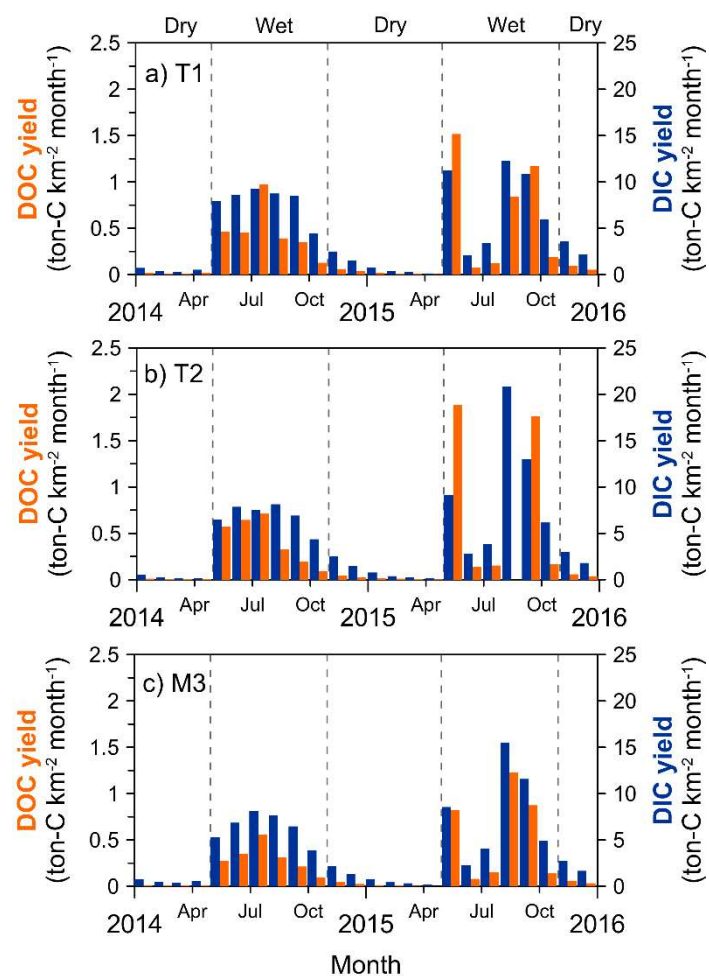 Dry Wet Dry Wet Dry
a) T1
2.5
2
1.5
1
0.5
0
25
20
15
10
5
0
DOC yield
(ton-C km⁻² month⁻¹)
DIC yield
(ton-C km⁻² month⁻¹)
Apr Jul Oct Apr Jul Oct
2014 2015 2016
b) T2
2.5
2
1.5
1
0.5
0
25
20
15
10
5
0
DOC yield
(ton-C km⁻² month⁻¹)
DIC yield
(ton-C km⁻² month⁻¹)
Apr Jul Oct Apr Jul Oct
2014 2015 2016
c) M3
2.5
2
1.5
1
0.5
0
25
20
15
10
5
0
DOC yield
(ton-C km⁻² month⁻¹)
DIC yield
(ton-C km⁻² month⁻¹)
Apr Jul Oct Apr Jul Oct
2014 2015 2016
Month